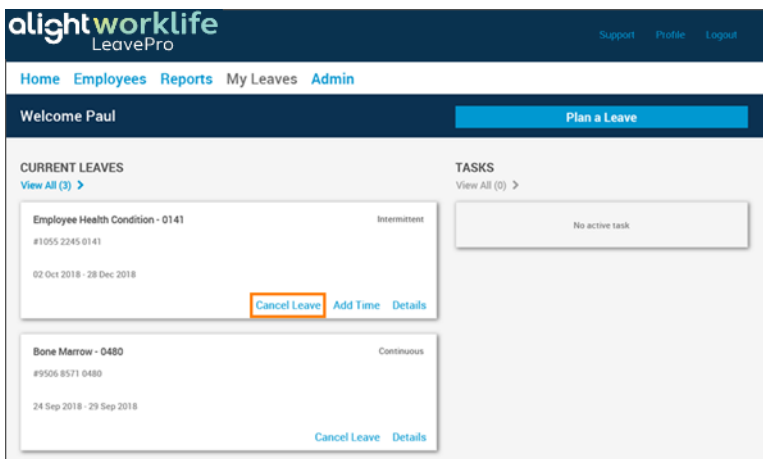 alightworklife
LeavePro
Support Profile Logout
Home Employees Reports My Leaves Admin
Welcome Paul
Plan a Leave
CURRENT LEAVES
View All (3)
Employee Health Condition - 0141
Intermittent
#1055 2245 0141
02 Oct 2018 - 28 Dec 2018
Cancel Leave Add Time Details
Bone Marrow - 0480
Continuous
#9506 8571 0480
24 Sep 2018 - 29 Sep 2018
Cancel Leave Details
TASKS
View All (0)
No active task